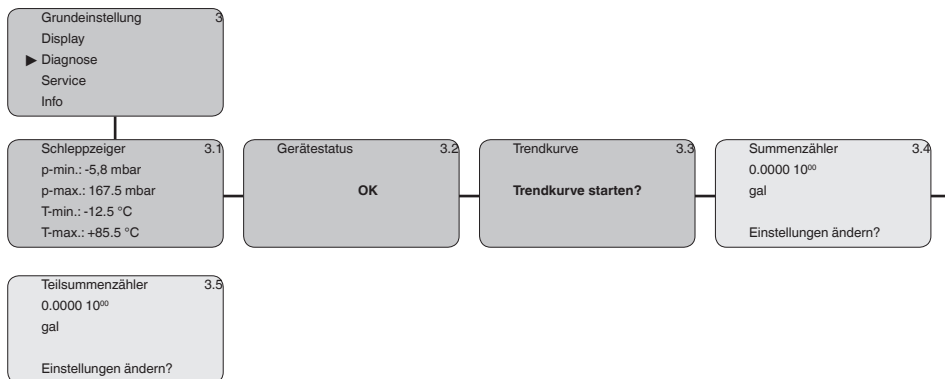 Grundeinstellung 3
Display
▶ Diagnose
Service
Info
Schleppzeiger 3.1
p-min.: -5,8 mbar
p-max.: 167.5 mbar
T-min.: -12.5 °C
T-max.: +85.5 °C
Gerätestatus 3.2
OK
Trendkurve 3.3
Trendkurve starten?
Summenzähler 3.4
0.0000 10⁰⁰
gal
Einstellungen ändern?
Teilsummenzähler 3.5
0.0000 10⁰⁰
gal
Einstellungen ändern?